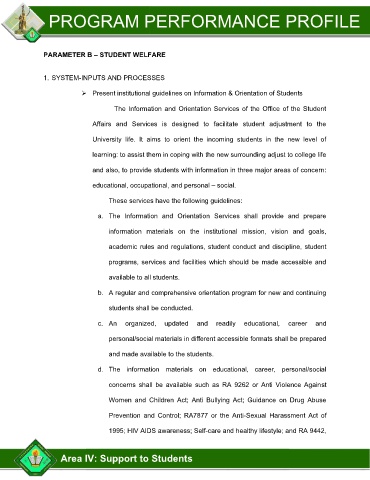 PROGRAM PERFORMANCE PROFILE
PARAMETER B – STUDENT WELFARE
1. SYSTEM-INPUTS AND PROCESSES
➢ Present institutional guidelines on Information & Orientation of Students
The Information and Orientation Services of the Office of the Student
Affairs and Services is designed to facilitate student adjustment to the
University life. It aims to orient the incoming students in the new level of
learning: to assist them in coping with the new surrounding adjust to college life
and also, to provide students with information in three major areas of concern:
educational, occupational, and personal – social.
These services have the following guidelines:
a. The Information and Orientation Services shall provide and prepare
information materials on the institutional mission, vision and goals,
academic rules and regulations, student conduct and discipline, student
programs, services and facilities which should be made accessible and
available to all students.
b. A regular and comprehensive orientation program for new and continuing
students shall be conducted.
c. An organized, updated and readily educational, career and
personal/social materials in different accessible formats shall be prepared
and made available to the students.
d. The information materials on educational, career, personal/social
concerns shall be available such as RA 9262 or Anti Violence Against
Women and Children Act; Anti Bullying Act; Guidance on Drug Abuse
Prevention and Control; RA7877 or the Anti-Sexual Harassment Act of
1995; HIV AIDS awareness; Self-care and healthy lifestyle; and RA 9442,
Area IV: Support to Students